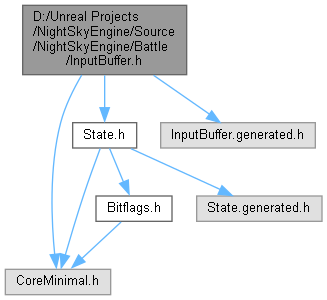 D:/Unreal Projects
/NightSkyEngine/Source
/NightSkyEngine/Battle
/InputBuffer.h
State.h
InputBuffer.generated.h
Bitflags.h
State.generated.h
CoreMinimal.h